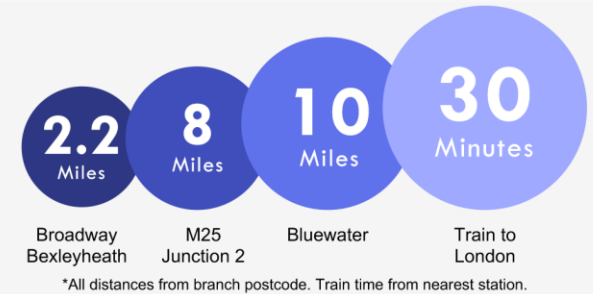 2.2
Miles
8
Miles
10
Miles
30
Minutes
Broadway
Bexleyheath
M25
Junction 2
Bluewater
Train to
London
*All distances from branch postcode. Train time from nearest station.